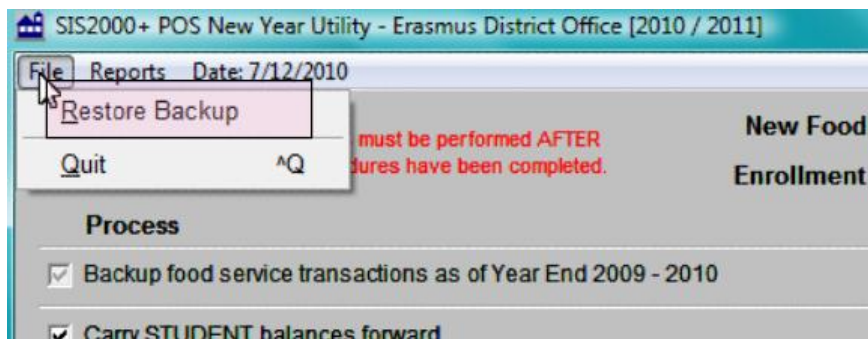 SIS2000+ POS New Year Utility - Erasmus District Office [2010 / 2011]
File Reports Date: 7/12/2010
Restore Backup
Quit ^Q
must be performed AFTER
have been completed.
New Food
Enrollment
Process
Backup food service transactions as of Year End 2009 - 2010
Carry STUDENT balances forward